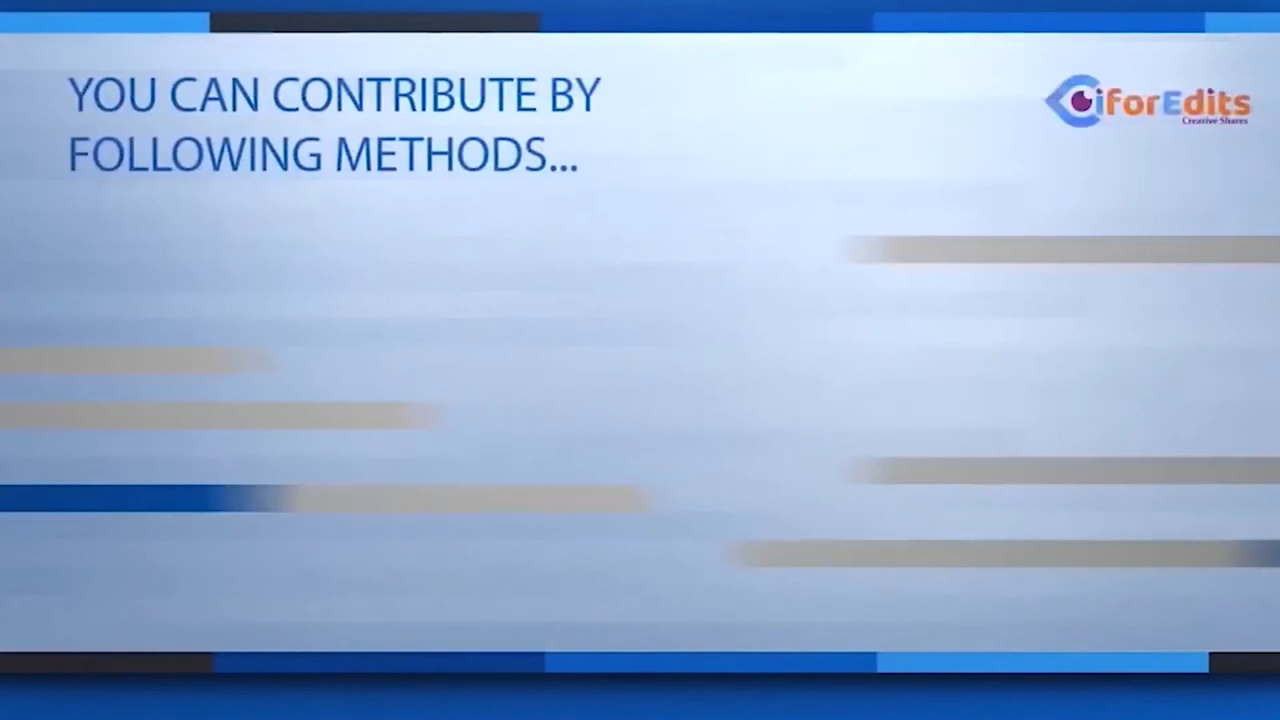 YOU CAN CONTRIBUTE BY
FOLLOWING METHODS...
iForEdits
Creative Shares